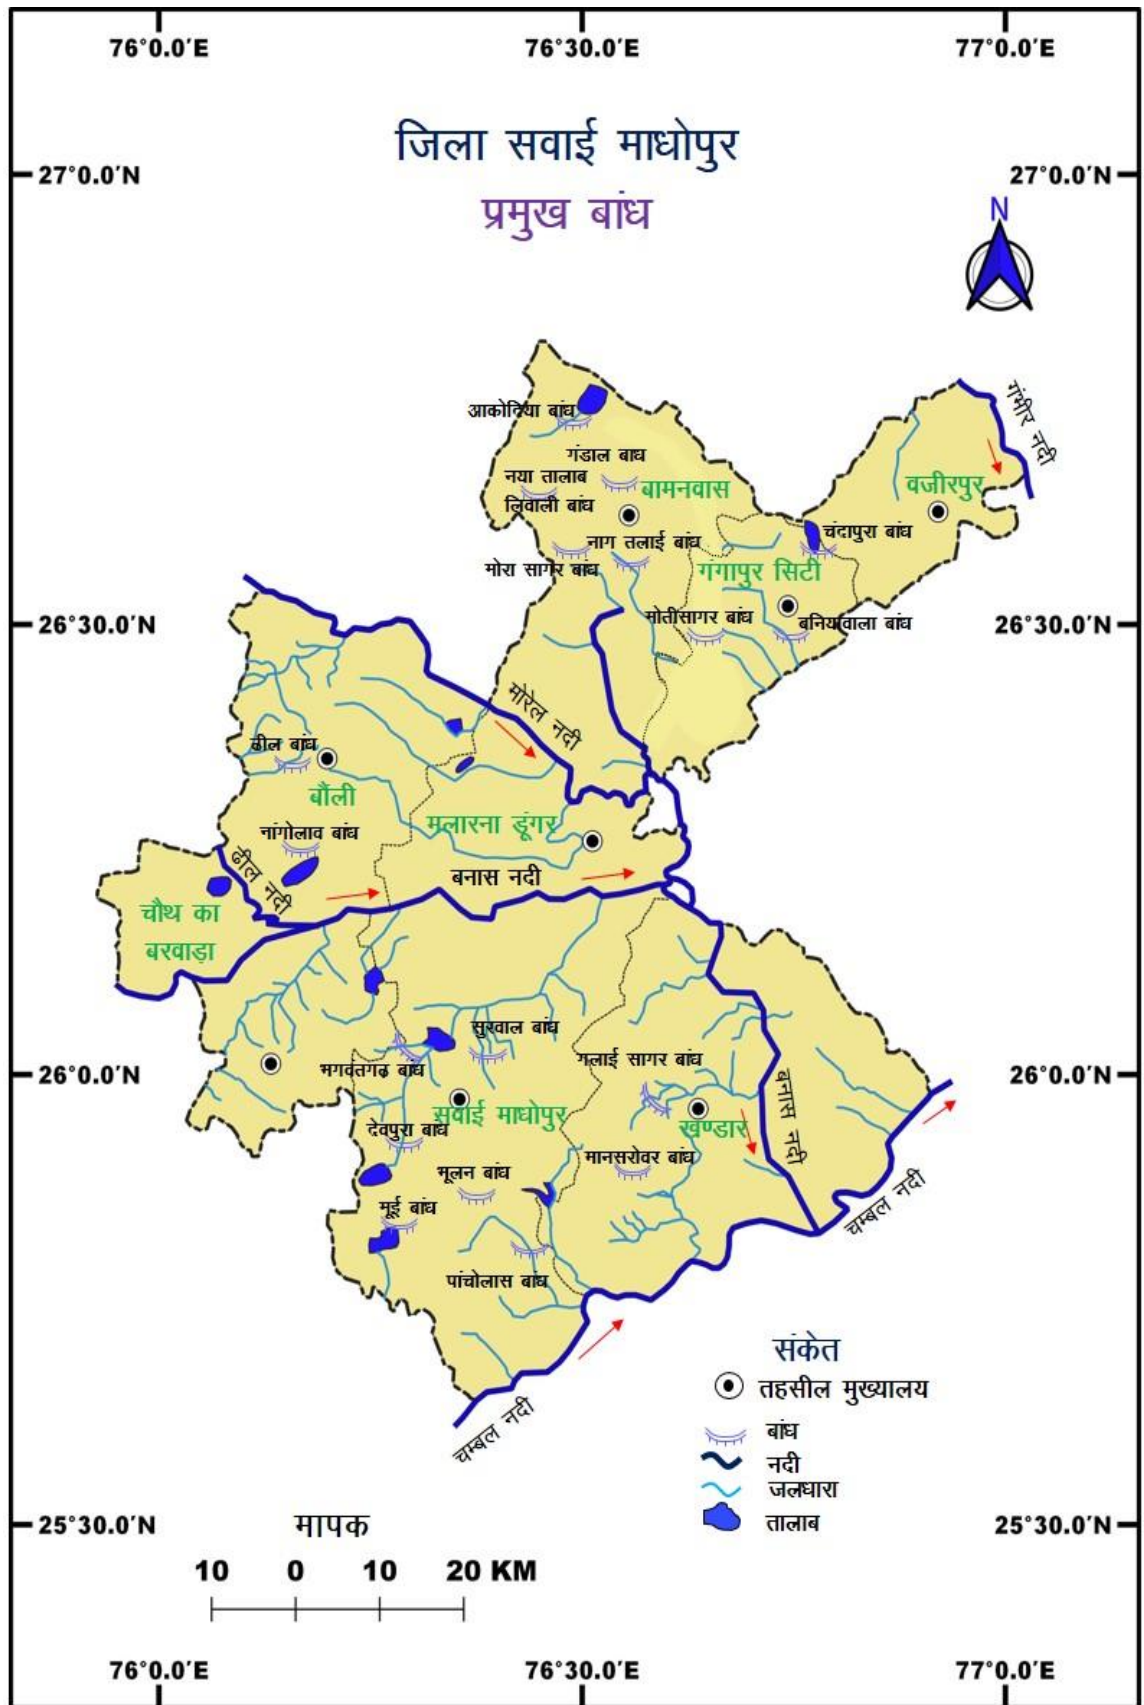 76°0.0'E 76°30.0'E 77°0.0'E
जिला सवाई माधोपुर
27°0.0'N 27°0.0'N
प्रमुख बांध
N
गंभीर नदी
आकोदिया बांध
गंडाल बाध
नया तालाब
वजीरपुर
बामनवास
लिवाली बांध
चंदापुरा बांध
नाग तलाई बांध
मोरा सागर बांध
गंगापुर सिटी
मोतीसागर बांध
बनियावाला बांध
26°30.0'N 26°30.0'N
मोरेल नदी
ढील बांध
बौंली
मलारना डूंगर
नांगोलाव बांध
ढील नदी
बनास नदी
चौथ का
बरवाड़ा
सुरवाल बांध
गलाई सागर बांध
भगवंतगढ़ बांध
26°0.0'N 26°0.0'N
बनास नदी
सवाई माधोपुर
खण्डार
देवपुरा बांध
मानसरोवर बांध
मूलन बांध
मूई बांध
चम्बल नदी
पांचोलास बांध
संकेत
तहसील मुख्यालय
चम्बल नदी
बांध
नदी
जलधारा
तालाब
25°30.0'N 25°30.0'N
मापक
10 0 10 20 KM
76°0.0'E 76°30.0'E 77°0.0'E